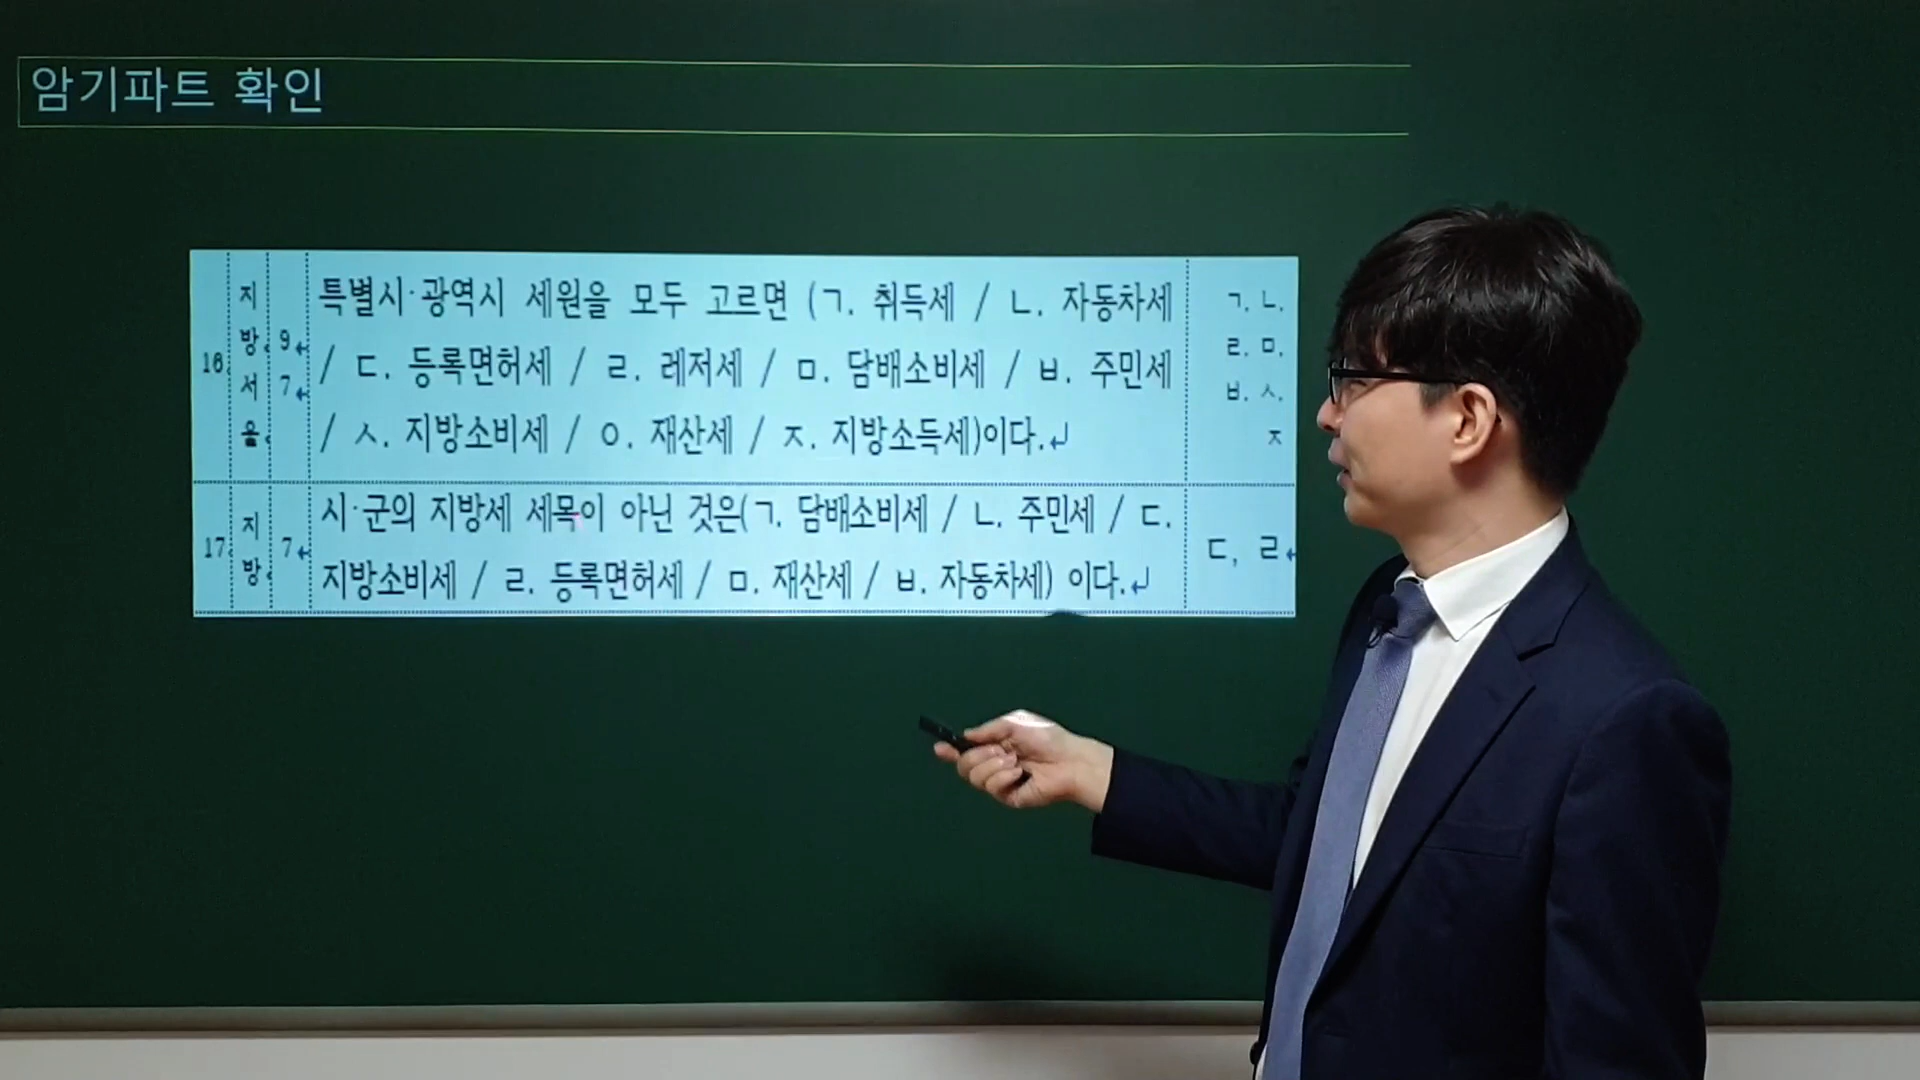 암기파트 확인
16
지방서울
9
7
특별시·광역시 세원을 모두 고르면 (ㄱ. 취득세 / ㄴ. 자동차세
/ ㄷ. 등록면허세 / ㄹ. 레저세 / ㅁ. 담배소비세 / ㅂ. 주민세
/ ㅅ. 지방소비세 / ㅇ. 재산세 / ㅈ. 지방소득세)이다.
ㄱ. ㄴ.
ㄹ. ㅁ.
ㅂ. ㅅ.
ㅈ
17
지방
7
시·군의 지방세 세목이 아닌 것은(ㄱ. 담배소비세 / ㄴ. 주민세 / ㄷ.
지방소비세 / ㄹ. 등록면허세 / ㅁ. 재산세 / ㅂ. 자동차세) 이다.
ㄷ, ㄹ